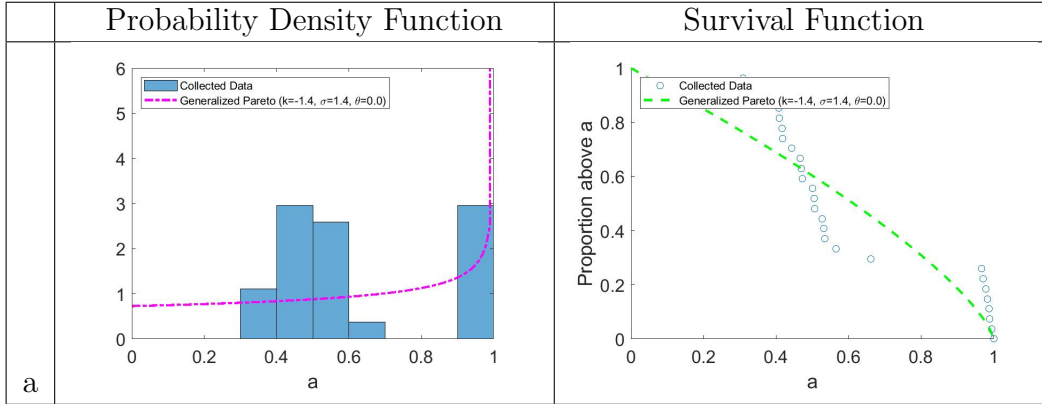 Probability Density Function
Survival Function
a
6
5
4
3
2
1
0
0
0.2
0.4
0.6
0.8
1
a
Collected Data
Generalized Pareto (k=-1.4, σ=1.4, θ=0.0)
Proportion above a
1
0.8
0.6
0.4
0.2
0
0
0.2
0.4
0.6
0.8
1
a
Collected Data
Generalized Pareto (k=-1.4, σ=1.4, θ=0.0)